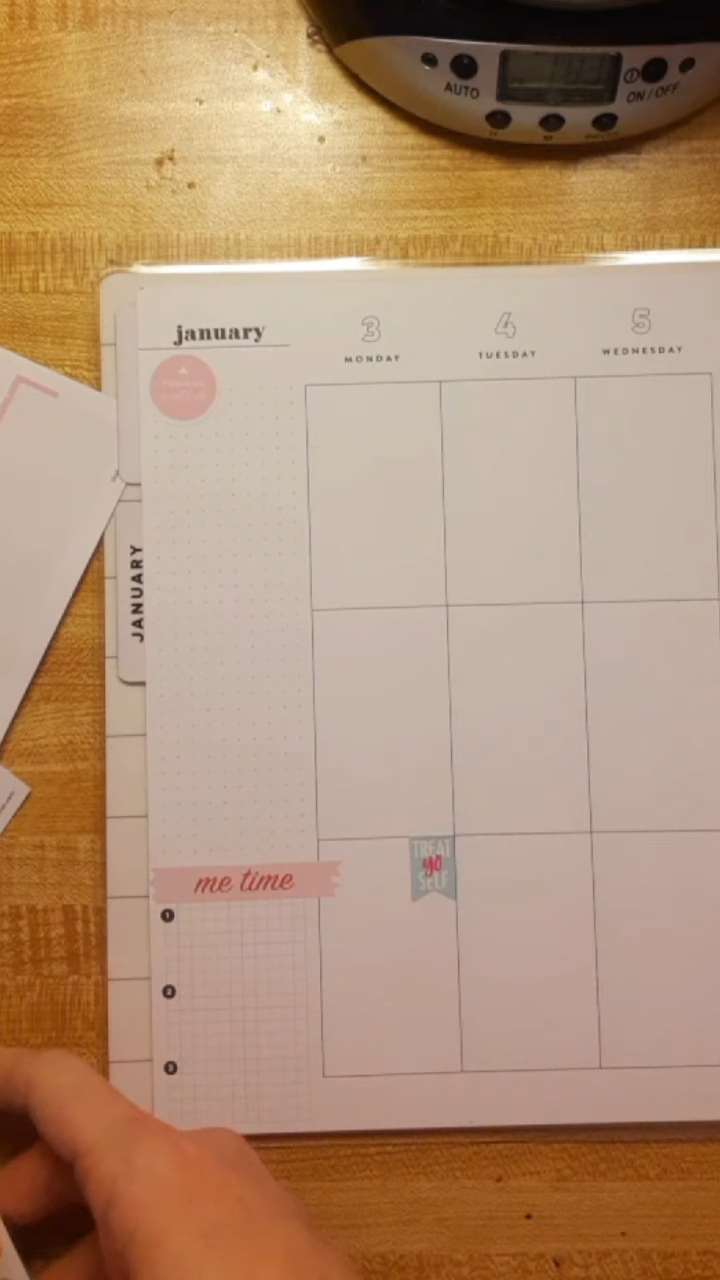 AUTO
ON / OFF
january
3
4
5
MONDAY
TUESDAY
WEDNESDAY
JANUARY
TREAT
yo
SELF
me time
1
2
3